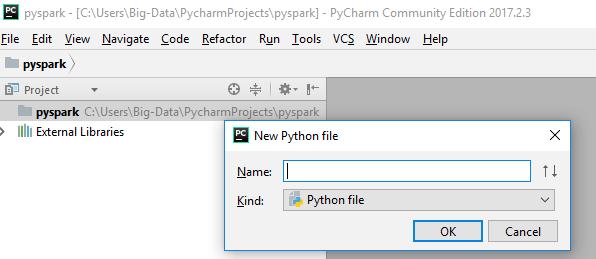 PC pyspark - [C:\Users\Big-Data\PycharmProjects\pyspark] - PyCharm Community Edition 2017.2.3
File Edit View Navigate Code Refactor Run Tools VCS Window Help
pyspark
Project
pyspark C:\Users\Big-Data\PycharmProjects\pyspark
External Libraries
PC New Python file
Name:
Kind: Python file
OK Cancel